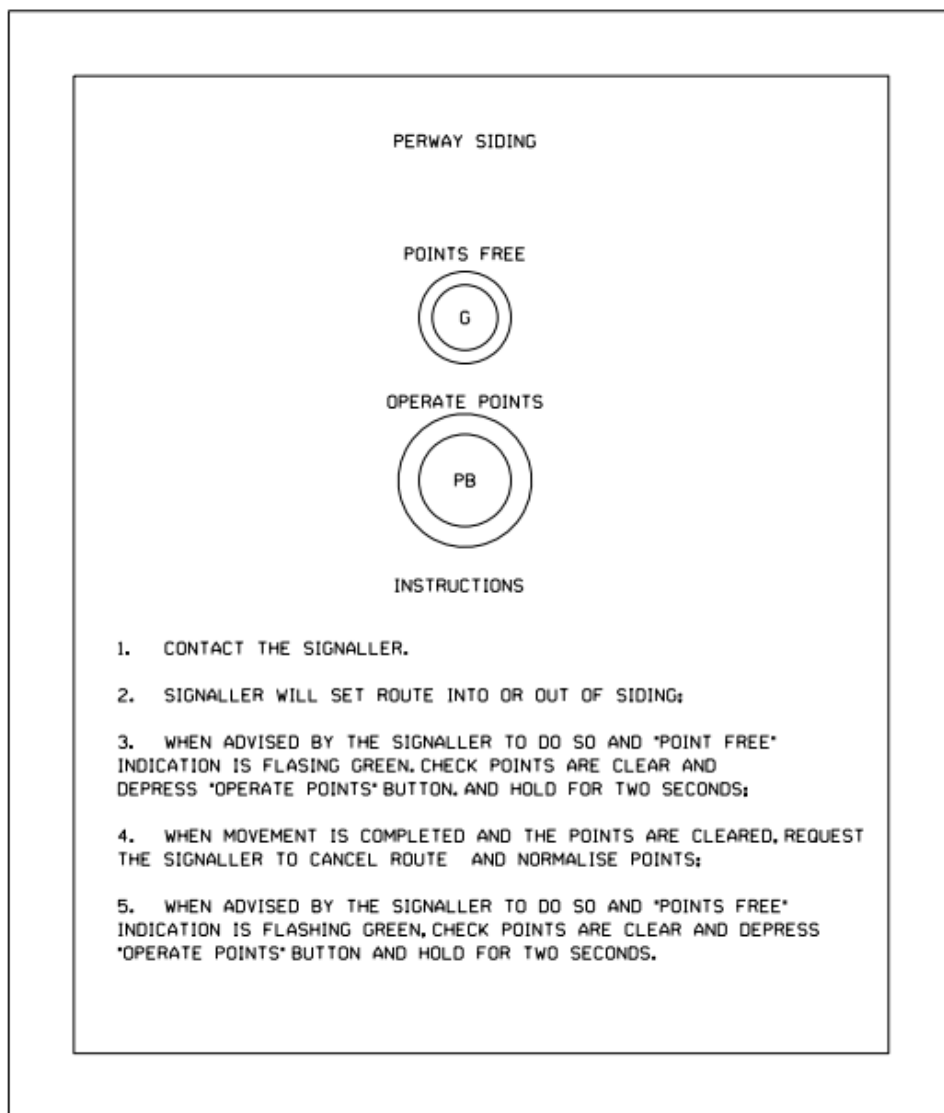 PERWAY SIDING
POINTS FREE
G
OPERATE POINTS
PB
INSTRUCTIONS
1. CONTACT THE SIGNALLER.
2. SIGNALLER WILL SET ROUTE INTO OR OUT OF SIDING;
3. WHEN ADVISED BY THE SIGNALLER TO DO SO AND "POINT FREE"
INDICATION IS FLASING GREEN. CHECK POINTS ARE CLEAR AND
DEPRESS "OPERATE POINTS" BUTTON. AND HOLD FOR TWO SECONDS;
4. WHEN MOVEMENT IS COMPLETED AND THE POINTS ARE CLEARED, REQUEST
THE SIGNALLER TO CANCEL ROUTE AND NORMALISE POINTS;
5. WHEN ADVISED BY THE SIGNALLER TO DO SO AND "POINTS FREE"
INDICATION IS FLASHING GREEN, CHECK POINTS ARE CLEAR AND DEPRESS
"OPERATE POINTS" BUTTON AND HOLD FOR TWO SECONDS.